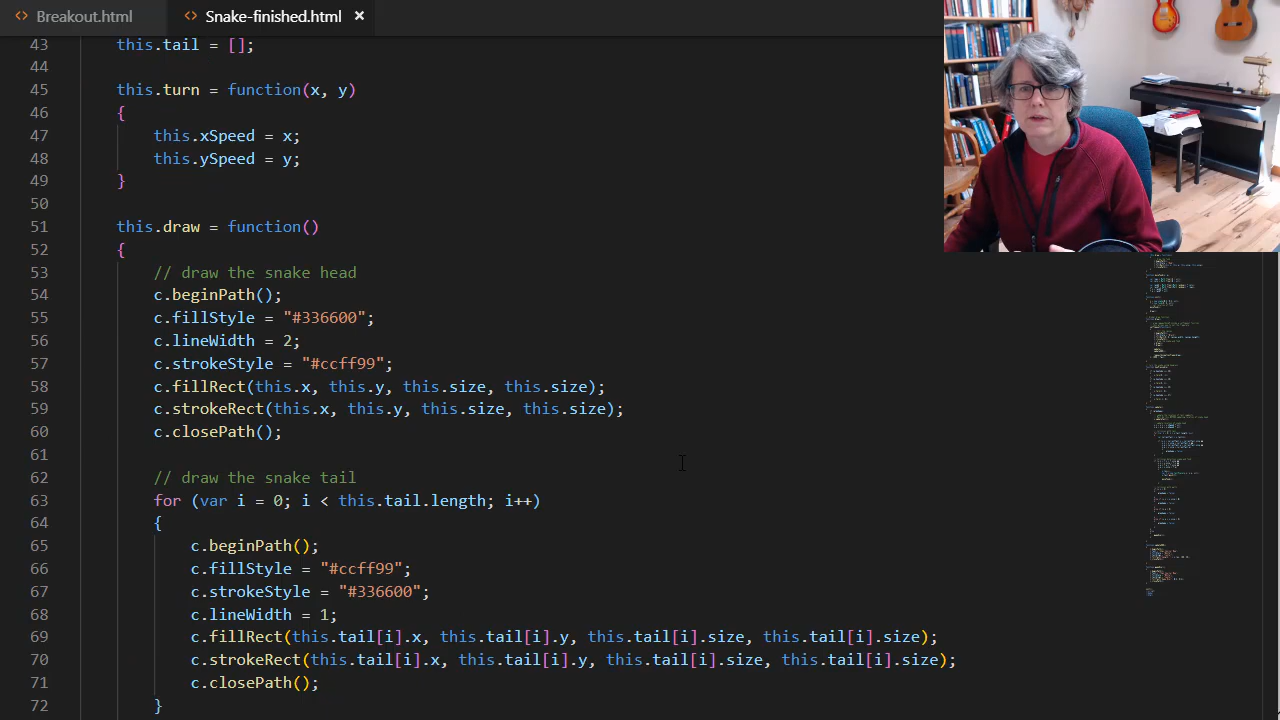 Breakout.html
Snake-finished.html ×
43 this.tail = [];
44
45 this.turn = function(x, y)
46 {
47 this.xSpeed = x;
48 this.ySpeed = y;
49 }
50
51 this.draw = function()
52 {
53 // draw the snake head
54 c.beginPath();
55 c.fillStyle = "#336600";
56 c.lineWidth = 2;
57 c.strokeStyle = "#ccff99";
58 c.fillRect(this.x, this.y, this.size, this.size);
59 c.strokeRect(this.x, this.y, this.size, this.size);
60 c.closePath();
61
62 // draw the snake tail
63 for (var i = 0; i < this.tail.length; i++)
64 {
65 c.beginPath();
66 c.fillStyle = "#ccff99";
67 c.strokeStyle = "#336600";
68 c.lineWidth = 1;
69 c.fillRect(this.tail[i].x, this.tail[i].y, this.tail[i].size, this.tail[i].size);
70 c.strokeRect(this.tail[i].x, this.tail[i].y, this.tail[i].size, this.tail[i].size);
71 c.closePath();
72 }